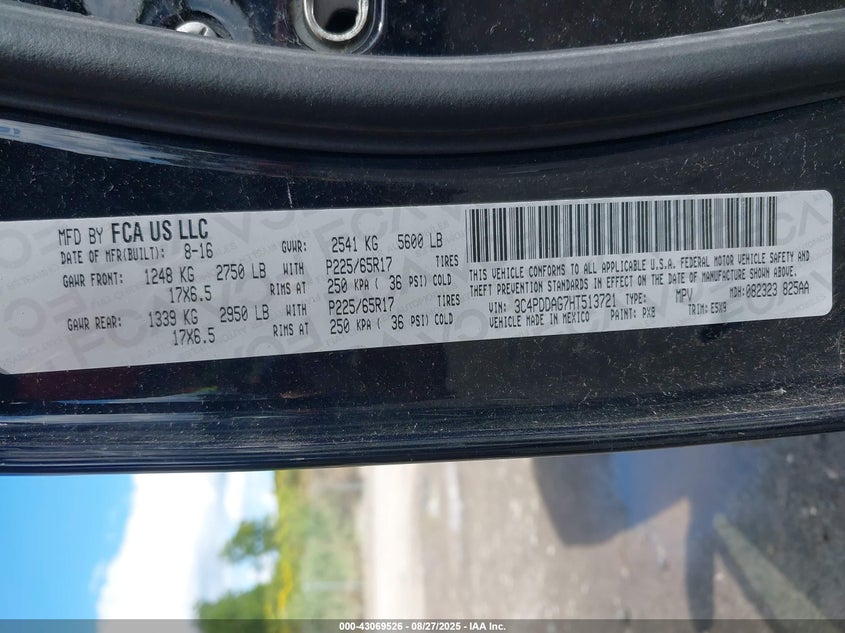 MFD BY FCA US LLC
DATE OF MFR(BUILT): 8-16
GVWR: 2541 KG 5600 LB
GAWR FRONT: 1248 KG 2750 LB WITH P225/65R17 TIRES
17X6.5 RIMS AT 250 KPA ( 36 PSI) COLD
GAWR REAR: 1339 KG 2950 LB WITH P225/65R17 TIRES
17X6.5 RIMS AT 250 KPA ( 36 PSI) COLD
THIS VEHICLE CONFORMS TO ALL APPLICABLE U.S.A. FEDERAL MOTOR VEHICLE SAFETY AND
THEFT PREVENTION STANDARDS IN EFFECT ON THE DATE OF MANUFACTURE SHOWN ABOVE.
VIN: 3C4PDDAG7HT513721 TYPE: MPV MDH: 082323 825AA
VEHICLE MADE IN MEXICO PAINT: PX8 TRIM: E5X9
000-43069526 - 08/27/2025 - IAA Inc.